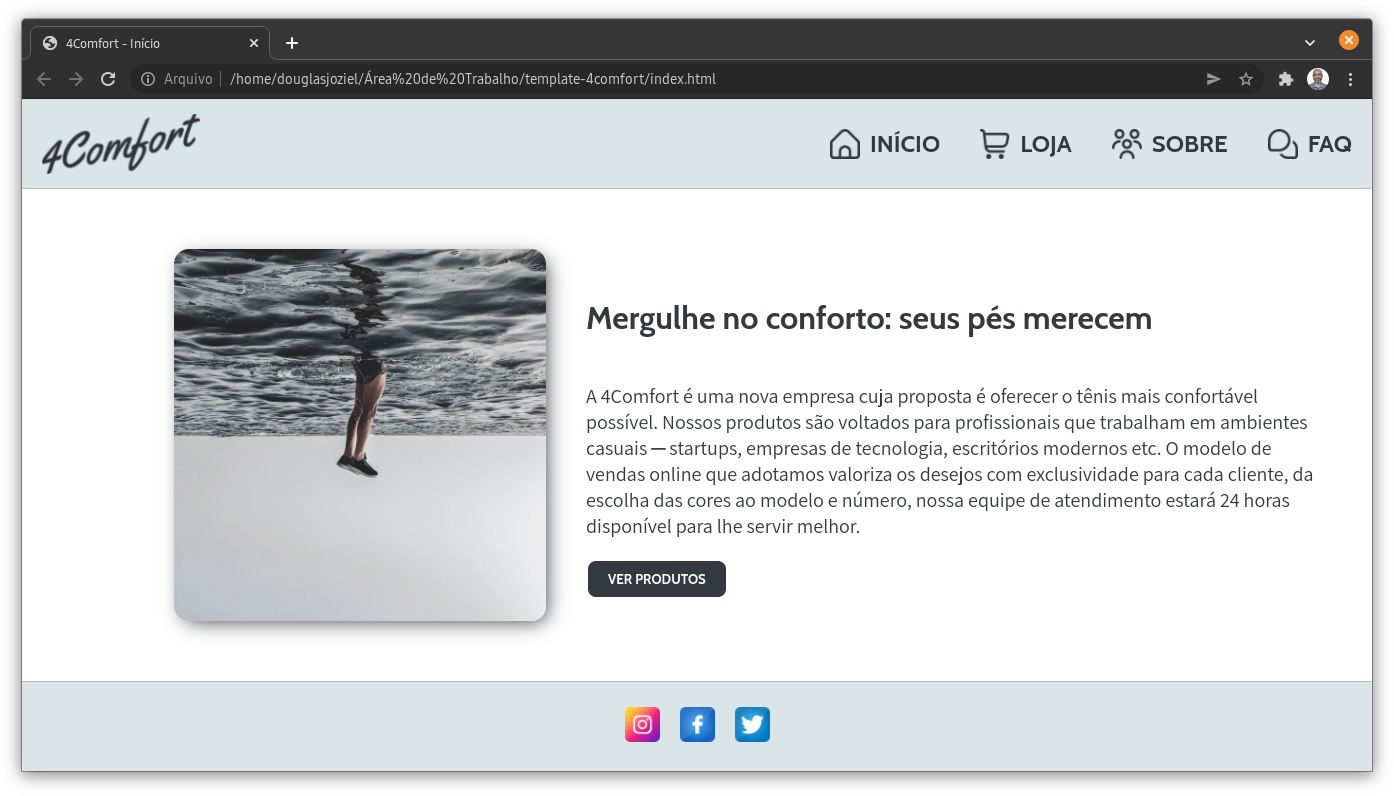 4Comfort - Início
Arquivo
/home/douglasjoziel/Área%20de%20Trabalho/template-4comfort/index.html
4Comfort
INÍCIO
LOJA
SOBRE
FAQ
Mergulhe no conforto: seus pés merecem
A 4Comfort é uma nova empresa cuja proposta é oferecer o tênis mais confortável
possível. Nossos produtos são voltados para profissionais que trabalham em ambientes
casuais — startups, empresas de tecnologia, escritórios modernos etc. O modelo de
vendas online que adotamos valoriza os desejos com exclusividade para cada cliente, da
escolha das cores ao modelo e número, nossa equipe de atendimento estará 24 horas
disponível para lhe servir melhor.
VER PRODUTOS